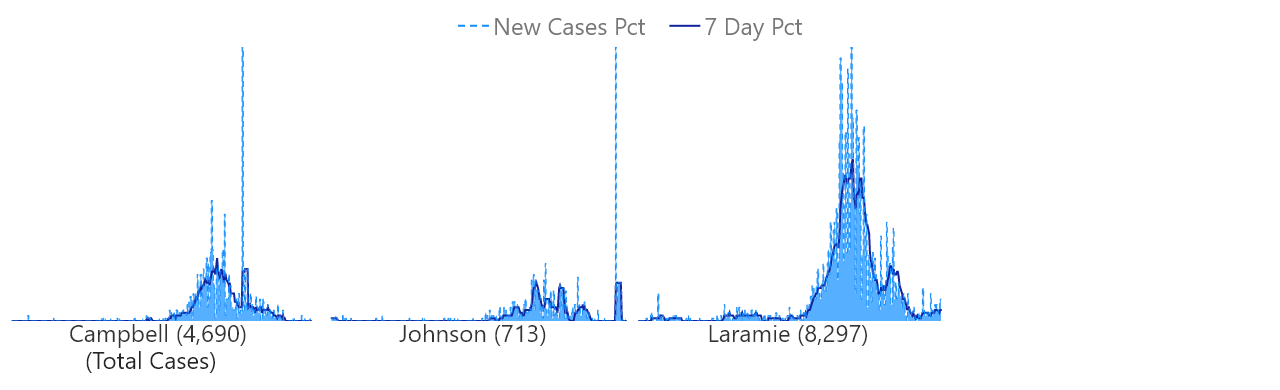 New Cases Pct 7 Day Pct
Campbell (4,690) Johnson (713) Laramie (8,297)
(Total Cases)